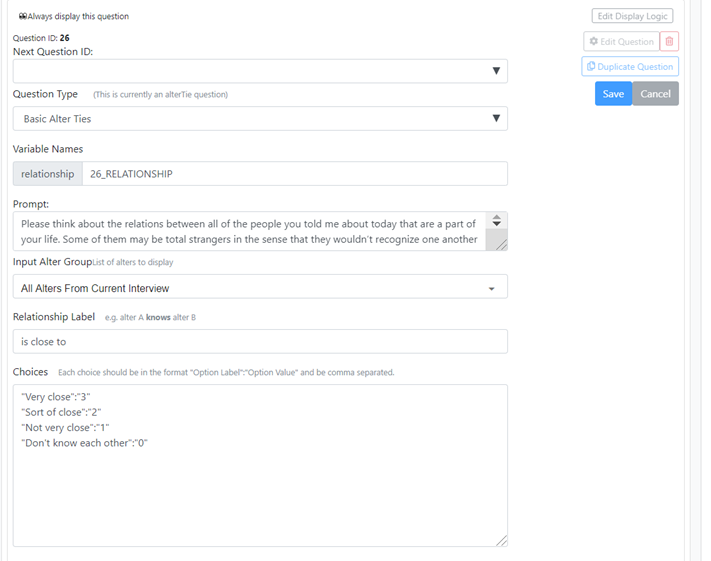 Always display this question
Edit Display Logic
Question ID: 26
Edit Question
Next Question ID:
Duplicate Question
Save Cancel
Question Type (This is currently an alterTie question)
Basic Alter Ties
Variable Names
relationship 26_RELATIONSHIP
Prompt:
Please think about the relations between all of the people you told me about today that are a part of
your life. Some of them may be total strangers in the sense that they wouldn't recognize one another
Input Alter GroupList of alters to display
All Alters From Current Interview
Relationship Label e.g. alter A knows alter B
is close to
Choices Each choice should be in the format "Option Label":"Option Value" and be comma separated.
"Very close":"3"
"Sort of close":"2"
"Not very close":"1"
"Don't know each other":"0"